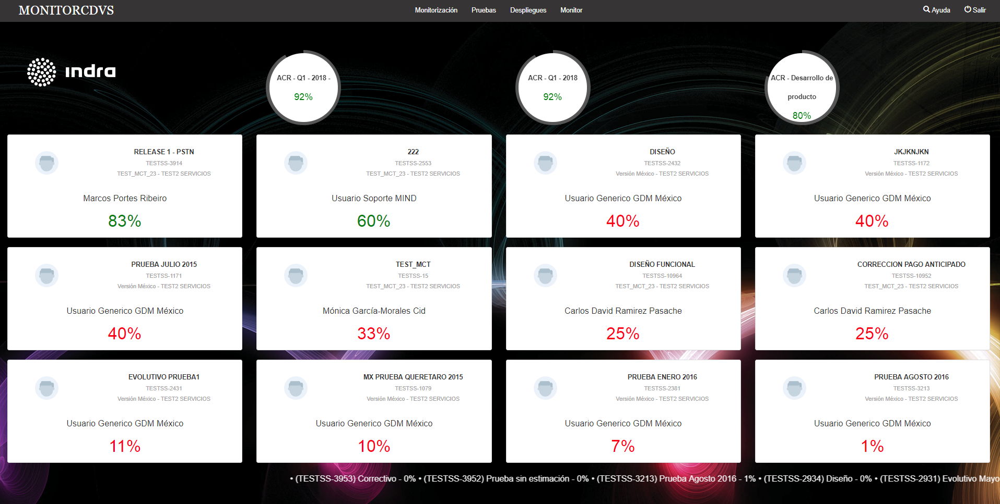 MONITORCDVS
Monitorización Pruebas Despliegues Monitor
Ayuda Salir
indra
ACR - Q1 - 2018 -
92%
ACR - Q1 - 2018
92%
ACR - Desarrollo de
producto
80%
RELEASE 1 - PSTN
TESTSS-3914
TEST_MCT_23 - TEST2 SERVICIOS
Marcos Portes Ribeiro
83%
222
TESTSS-2553
TEST_MCT_23 - TEST2 SERVICIOS
Usuario Soporte MIND
60%
DISEÑO
TESTSS-2432
Versión México - TEST2 SERVICIOS
Usuario Generico GDM México
40%
JKJKNJKN
TESTSS-1172
Versión México - TEST2 SERVICIOS
Usuario Generico GDM México
40%
PRUEBA JULIO 2015
TESTSS-1171
Versión México - TEST2 SERVICIOS
Usuario Generico GDM México
40%
TEST_MCT
TESTSS-15
TEST_MCT_23 - TEST2 SERVICIOS
Mónica García-Morales Cid
33%
DISEÑO FUNCIONAL
TESTSS-10964
TEST_MCT_23 - TEST2 SERVICIOS
Carlos David Ramirez Pasache
25%
CORRECCION PAGO ANTICIPADO
TESTSS-10952
TEST_MCT_23 - TEST2 SERVICIOS
Carlos David Ramirez Pasache
25%
EVOLUTIVO PRUEBA1
TESTSS-2431
Versión México - TEST2 SERVICIOS
Usuario Generico GDM México
11%
MX PRUEBA QUERETARO 2015
TESTSS-1079
Versión México - TEST2 SERVICIOS
Usuario Generico GDM México
10%
PRUEBA ENERO 2016
TESTSS-2381
Versión México - TEST2 SERVICIOS
Usuario Generico GDM México
7%
PRUEBA AGOSTO 2016
TESTSS-3213
Versión México - TEST2 SERVICIOS
Usuario Generico GDM México
1%
• (TESTSS-3953) Correctivo - 0% • (TESTSS-3952) Prueba sin estimación - 0% • (TESTSS-3213) Prueba Agosto 2016 - 1% • (TESTSS-2934) Diseño - 0% • (TESTSS-2931) Evolutivo Mayo